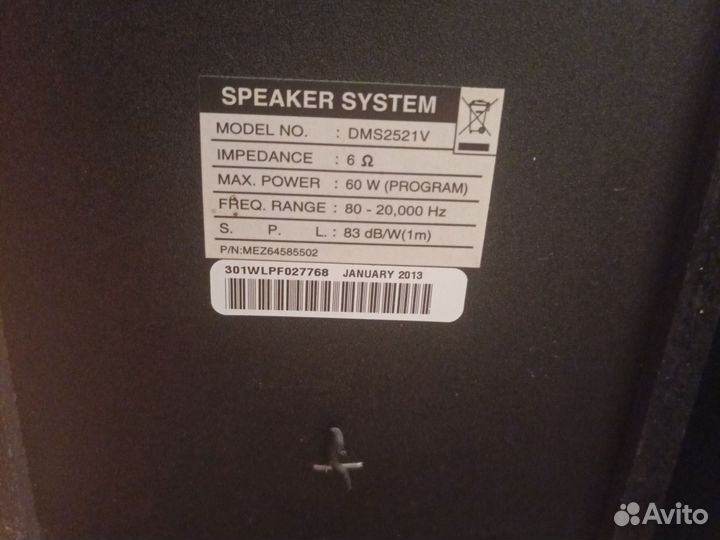 SPEAKER SYSTEM
MODEL NO. : DMS2521V
IMPEDANCE : 6 Ω
MAX. POWER : 60 W (PROGRAM)
FREQ. RANGE : 80 - 20,000 Hz
S. P. L. : 83 dB/W(1m)
P/N:MEZ64585502
301WLPF027768 JANUARY 2013
Avito